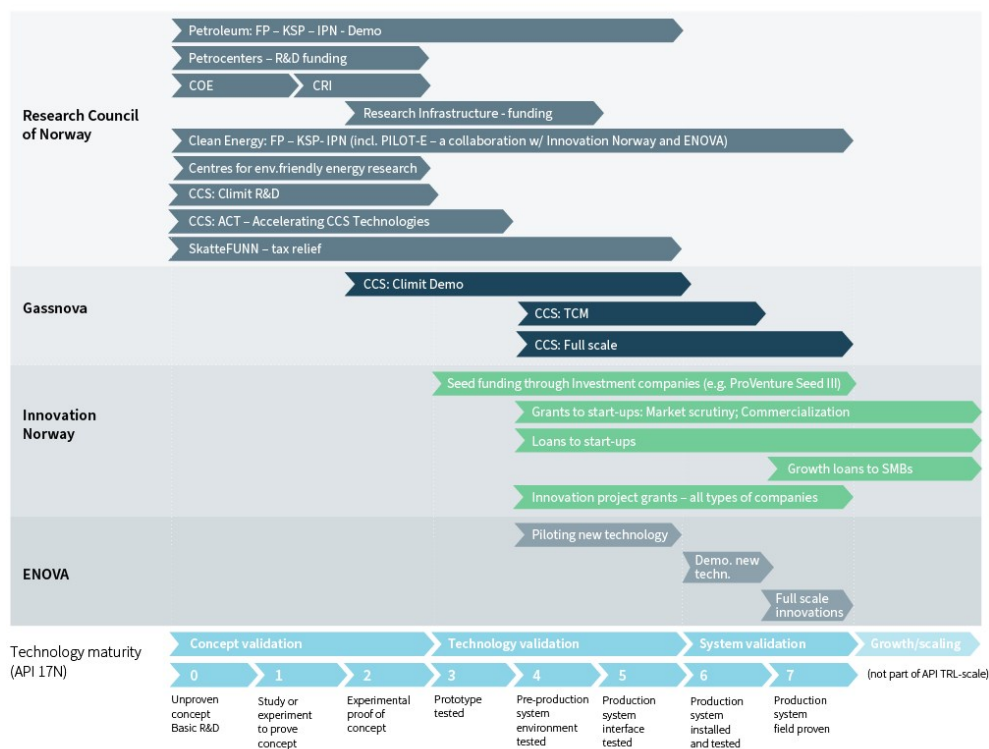 Research Council
of Norway
Petroleum: FP – KSP – IPN - Demo
Petrocenters – R&D funding
COE
CRI
Research Infrastructure - funding
Clean Energy: FP – KSP- IPN (incl. PILOT-E – a collaboration w/ Innovation Norway and ENOVA)
Centres for env.friendly energy research
CCS: Climit R&D
CCS: ACT – Accelerating CCS Technologies
SkatteFUNN – tax relief
Gassnova
CCS: Climit Demo
CCS: TCM
CCS: Full scale
Innovation
Norway
Seed funding through Investment companies (e.g. ProVenture Seed III)
Grants to start-ups: Market scrutiny; Commercialization
Loans to start-ups
Growth loans to SMBs
Innovation project grants – all types of companies
ENOVA
Piloting new technology
Demo. new
techn.
Full scale
innovations
Technology maturity
(API 17N)
Concept validation
Technology validation
System validation
Growth/scaling
0
1
2
3
4
5
6
7
(not part of API TRL-scale)
Unproven
concept
Basic R&D
Study or
experiment
to prove
concept
Experimental
proof of
concept
Prototype
tested
Pre-production
system
environment
tested
Production
system
interface
tested
Production
system
installed
and tested
Production
system
field proven